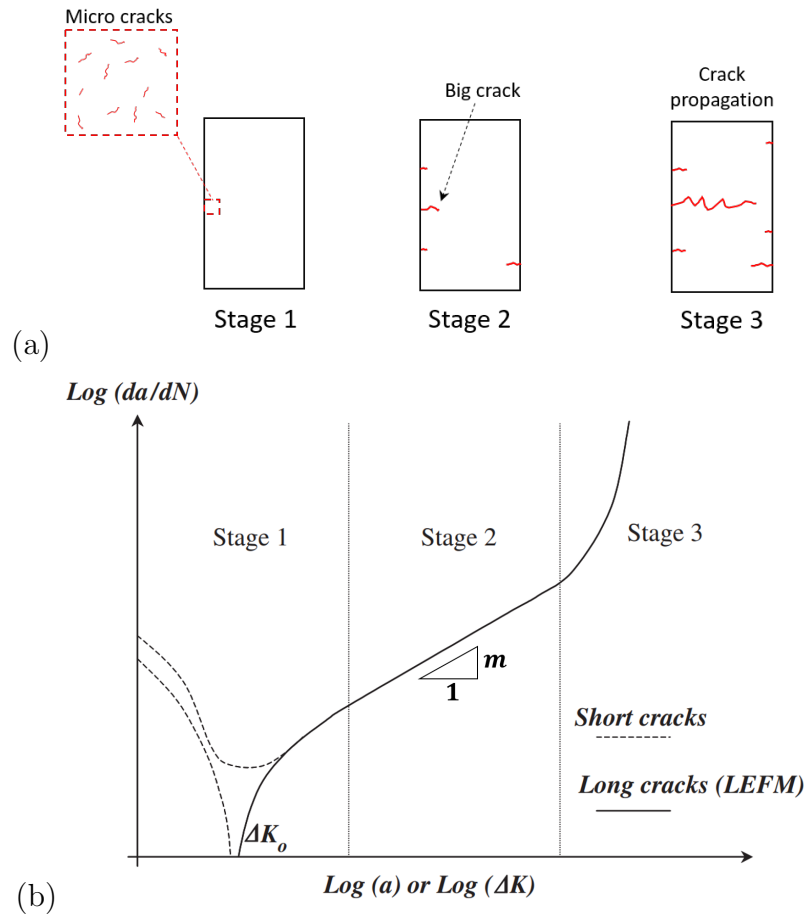 Micro cracks
Big crack
Crack
propagation
Stage 1
Stage 2
Stage 3
(a)
Log (da/dN)
Stage 1
Stage 2
Stage 3
m
1
Short cracks
Long cracks (LEFM)
ΔK₀
Log (a) or Log (ΔK)
(b)